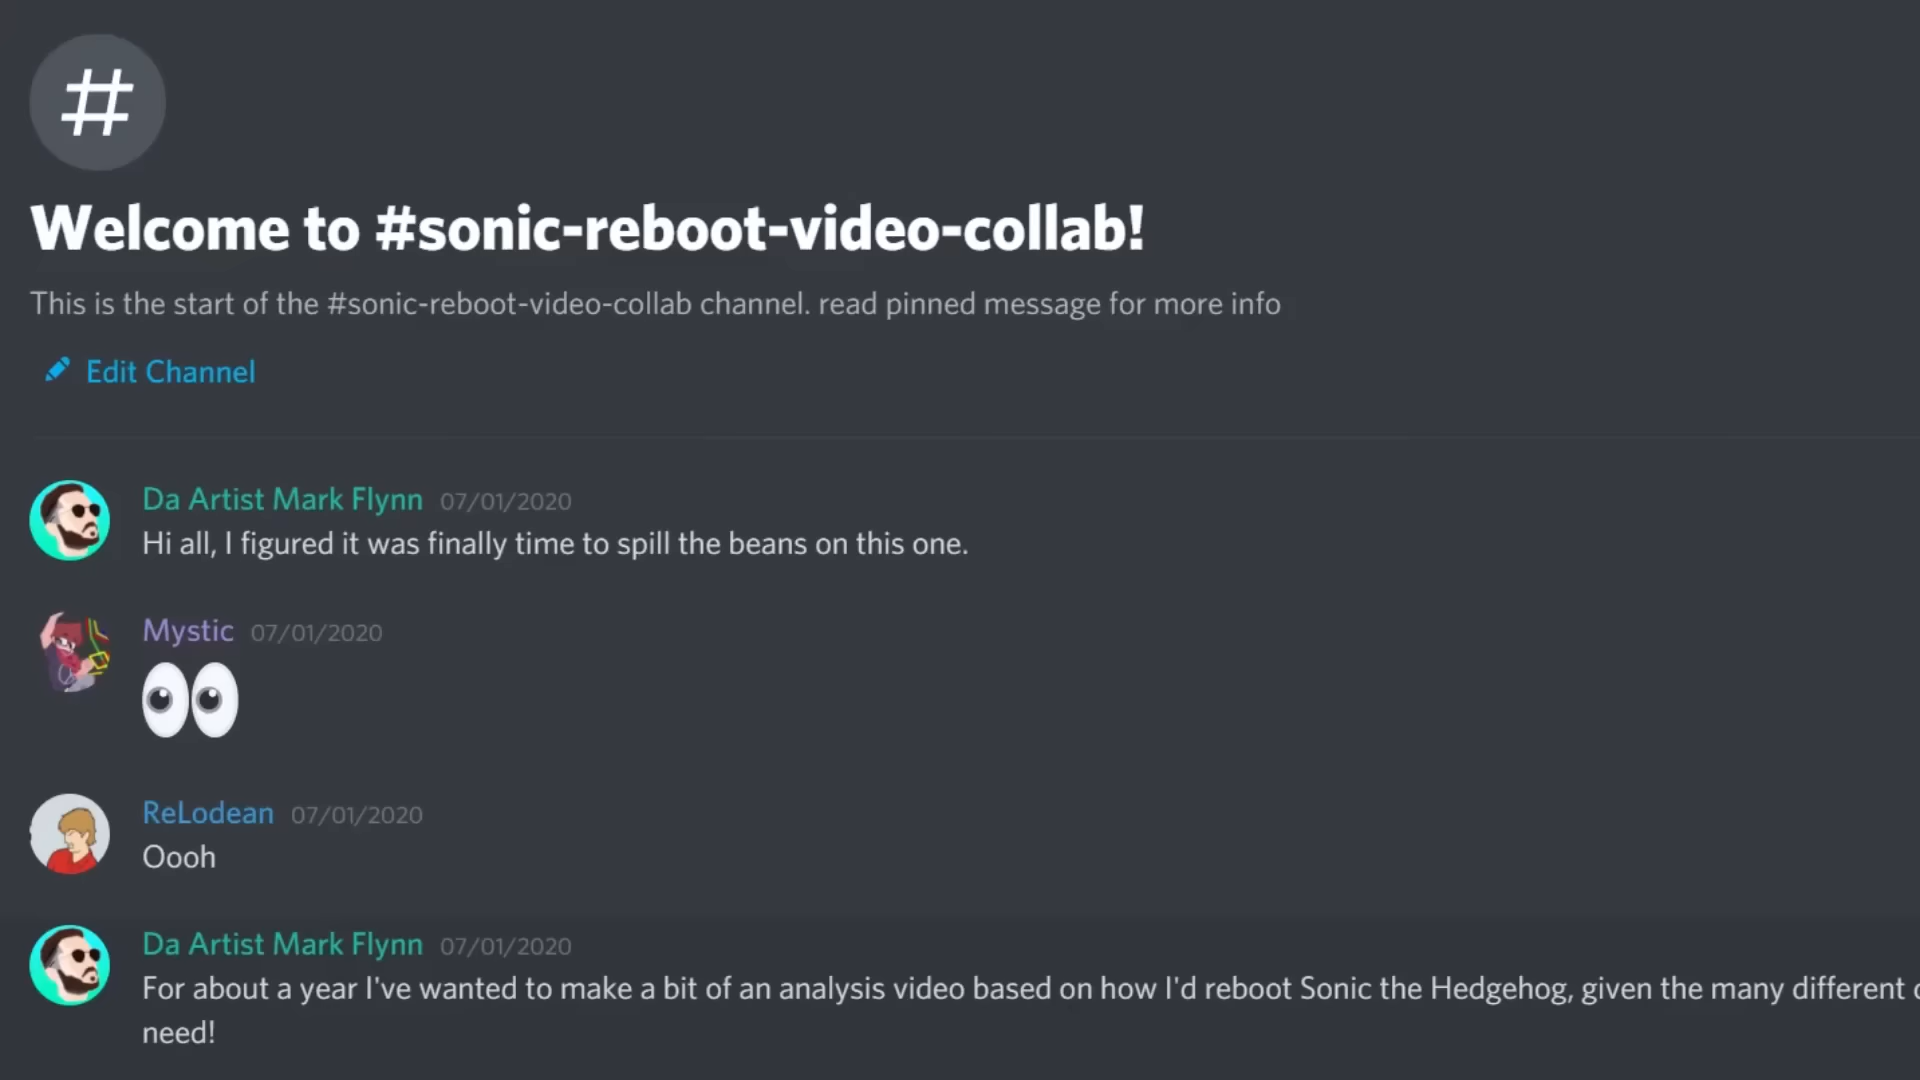 #
Welcome to #sonic-reboot-video-collab!
This is the start of the #sonic-reboot-video-collab channel. read pinned message for more info
Edit Channel
Da Artist Mark Flynn 07/01/2020
Hi all, I figured it was finally time to spill the beans on this one.
Mystic 07/01/2020
ReLodean 07/01/2020
Oooh
Da Artist Mark Flynn 07/01/2020
For about a year I've wanted to make a bit of an analysis video based on how I'd reboot Sonic the Hedgehog, given the many different
need!